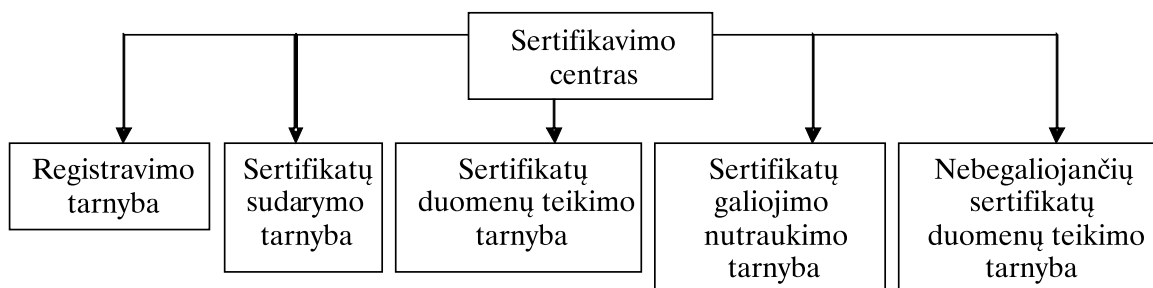 Sertifikavimo
centras
Registravimo
tarnyba
Sertifikatų
sudarymo
tarnyba
Sertifikatų
duomenų teikimo
tarnyba
Sertifikatų
galiojimo
nutraukimo
tarnyba
Nebegaliojančių
sertifikatų
duomenų teikimo
tarnyba